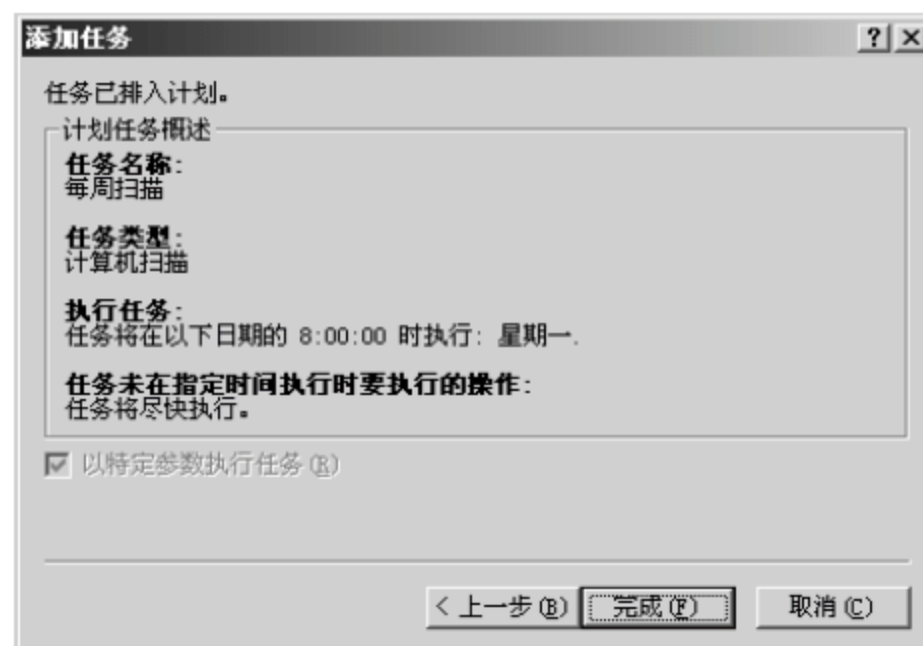 添加任务
任务已排入计划。
计划任务概述
任务名称:
每周扫描
任务类型:
计算机扫描
执行任务:
任务将在以下日期的 8:00:00 时执行: 星期一.
任务未在指定时间执行时要执行的操作:
任务将尽快执行。
以特定参数执行任务(R)
< 上一步(B)
完成(F)
取消(C)